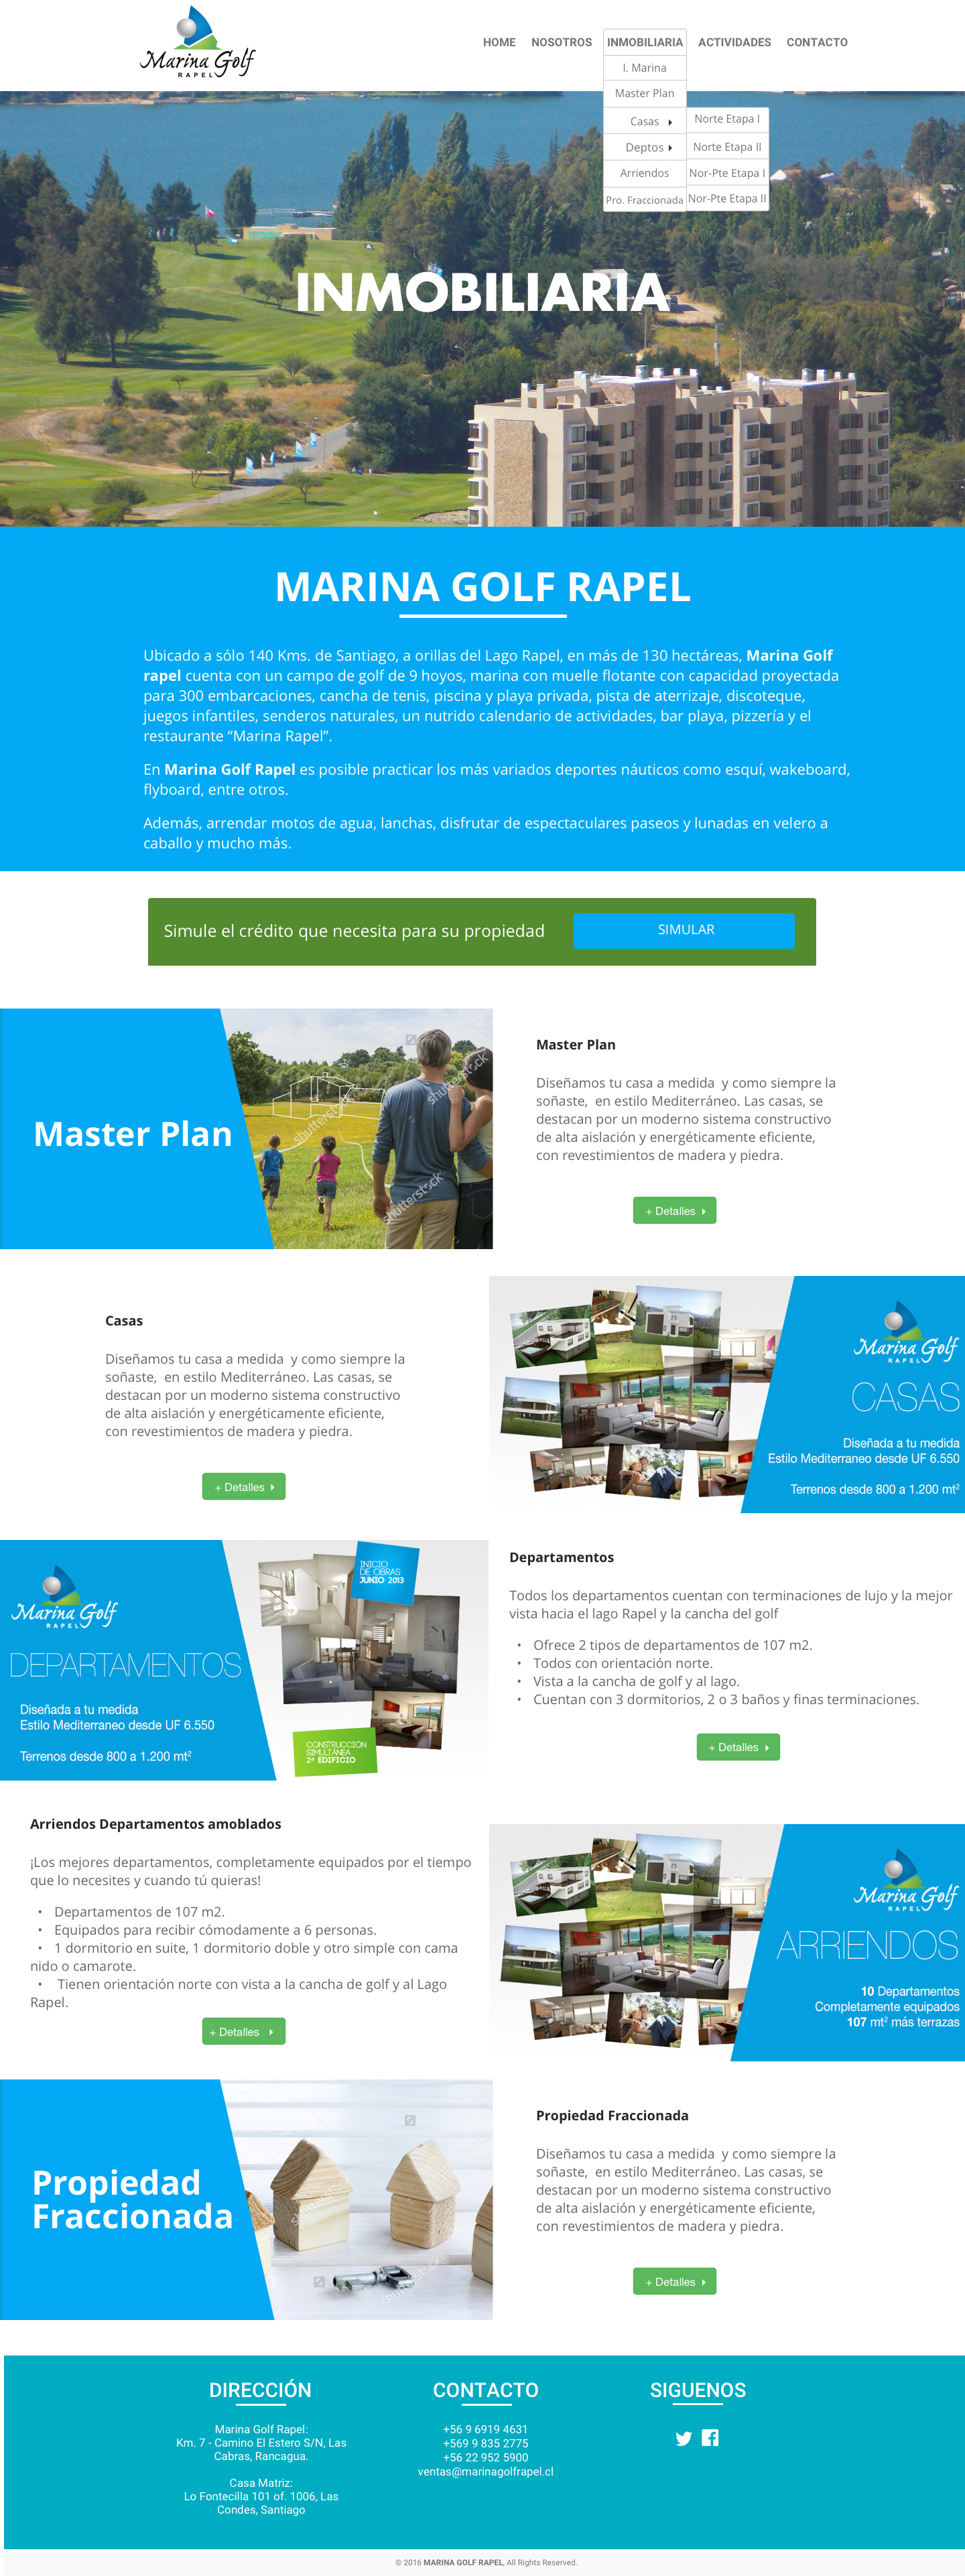 Marina Golf
RAPEL
HOME NOSOTROS INMOBILIARIA ACTIVIDADES CONTACTO
I. Marina
Master Plan
Casas
Deptos
Arriendos
Pro. Fraccionada
Norte Etapa I
Norte Etapa II
Nor-Pte Etapa I
Nor-Pte Etapa II
INMOBILIARIA
MARINA GOLF RAPEL
Ubicado a sólo 140 Kms. de Santiago, a orillas del Lago Rapel, en más de 130 hectáreas, Marina Golf
rapel cuenta con un campo de golf de 9 hoyos, marina con muelle flotante con capacidad proyectada
para 300 embarcaciones, cancha de tenis, piscina y playa privada, pista de aterrizaje, discoteque,
juegos infantiles, senderos naturales, un nutrido calendario de actividades, bar playa, pizzería y el
restaurante “Marina Rapel”.
En Marina Golf Rapel es posible practicar los más variados deportes náuticos como esquí, wakeboard,
flyboard, entre otros.
Además, arrendar motos de agua, lanchas, disfrutar de espectaculares paseos y lunadas en velero a
caballo y mucho más.
Simule el crédito que necesita para su propiedad
SIMULAR
Master Plan
shutterstock
shutterstock
shutterstock
Master Plan
Diseñamos tu casa a medida y como siempre la
soñaste, en estilo Mediterráneo. Las casas, se
destacan por un moderno sistema constructivo
de alta aislación y energéticamente eficiente,
con revestimientos de madera y piedra.
+ Detalles
Casas
Diseñamos tu casa a medida y como siempre la
soñaste, en estilo Mediterráneo. Las casas, se
destacan por un moderno sistema constructivo
de alta aislación y energéticamente eficiente,
con revestimientos de madera y piedra.
+ Detalles
Marina Golf
RAPEL
CASAS
Diseñada a tu medida
Estilo Mediterraneo desde UF 6.550
Terrenos desde 800 a 1.200 mt²
Marina Golf
RAPEL
DEPARTAMENTOS
Diseñada a tu medida
Estilo Mediterraneo desde UF 6.550
Terrenos desde 800 a 1.200 mt²
INICIO
DE OBRAS
JUNIO 2013
CONSTRUCCIÓN
SIMULTÁNEA
2º EDIFICIO
Departamentos
Todos los departamentos cuentan con terminaciones de lujo y la mejor
vista hacia el lago Rapel y la cancha del golf
• Ofrece 2 tipos de departamentos de 107 m2.
• Todos con orientación norte.
• Vista a la cancha de golf y al lago.
• Cuentan con 3 dormitorios, 2 o 3 baños y finas terminaciones.
+ Detalles
Arriendos Departamentos amoblados
¡Los mejores departamentos, completamente equipados por el tiempo
que lo necesites y cuando tú quieras!
• Departamentos de 107 m2.
• Equipados para recibir cómodamente a 6 personas.
• 1 dormitorio en suite, 1 dormitorio doble y otro simple con cama
nido o camarote.
• Tienen orientación norte con vista a la cancha de golf y al Lago
Rapel.
+ Detalles
Marina Golf
RAPEL
ARRIENDOS
10 Departamentos
Completamente equipados
107 mt² más terrazas
Propiedad
Fraccionada
Propiedad Fraccionada
Diseñamos tu casa a medida y como siempre la
soñaste, en estilo Mediterráneo. Las casas, se
destacan por un moderno sistema constructivo
de alta aislación y energéticamente eficiente,
con revestimientos de madera y piedra.
+ Detalles
DIRECCIÓN
Marina Golf Rapel:
Km. 7 - Camino El Estero S/N, Las
Cabras, Rancagua.
Casa Matriz:
Lo Fontecilla 101 of. 1006, Las
Condes, Santiago
CONTACTO
+56 9 6919 4631
+569 9 835 2775
+56 22 952 5900
ventas@marinagolfrapel.cl
SIGUENOS
© 2016 MARINA GOLF RAPEL, All Rights Reserved.